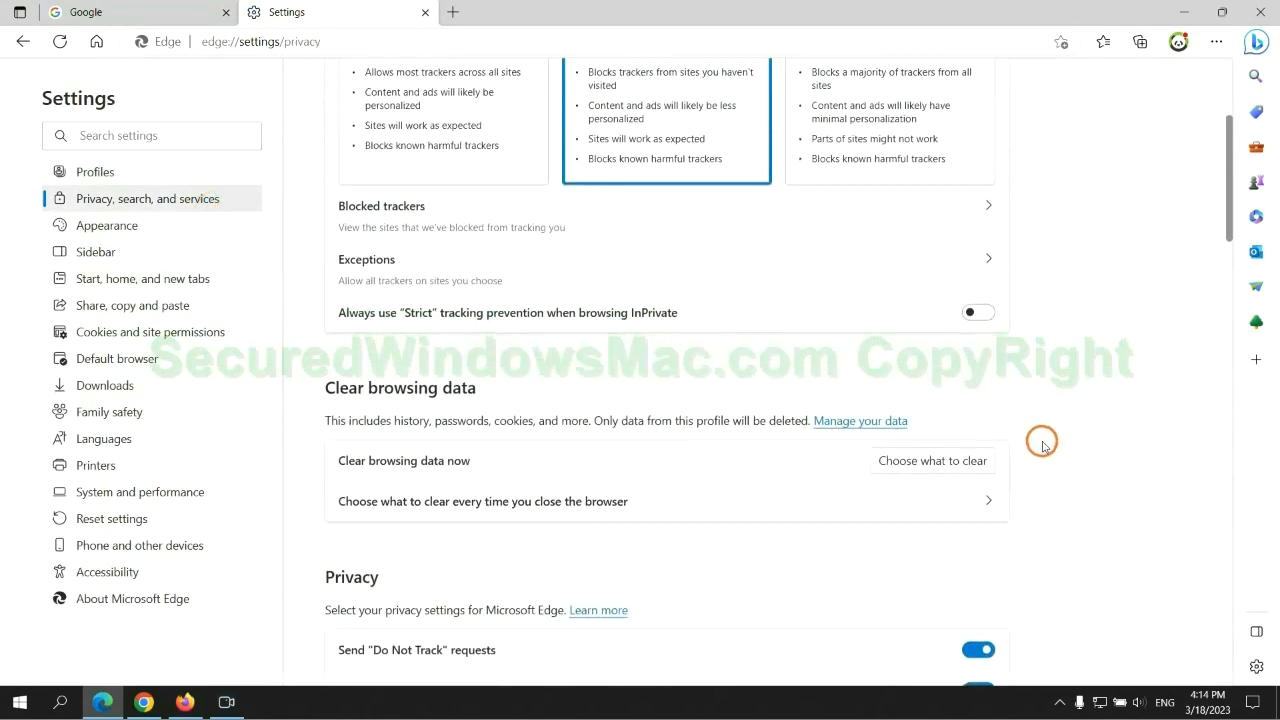 Google
Settings
Edge
edge://settings/privacy
Settings
Search settings
Profiles
Privacy, search, and services
Appearance
Sidebar
Start, home, and new tabs
Share, copy and paste
Cookies and site permissions
Default browser
Downloads
Family safety
Languages
Printers
System and performance
Reset settings
Phone and other devices
Accessibility
About Microsoft Edge
Allows most trackers across all sites
Content and ads will likely be
personalized
Sites will work as expected
Blocks known harmful trackers
Blocks trackers from sites you haven't
visited
Content and ads will likely be less
personalized
Sites will work as expected
Blocks known harmful trackers
Blocks a majority of trackers from all
sites
Content and ads will likely have
minimal personalization
Parts of sites might not work
Blocks known harmful trackers
Blocked trackers
View the sites that we've blocked from tracking you
Exceptions
Allow all trackers on sites you choose
Always use “Strict” tracking prevention when browsing InPrivate
SecuredWindowsMac.com CopyRight
Clear browsing data
This includes history, passwords, cookies, and more. Only data from this profile will be deleted. Manage your data
Clear browsing data now
Choose what to clear
Choose what to clear every time you close the browser
Privacy
Select your privacy settings for Microsoft Edge. Learn more
Send "Do Not Track" requests
ENG
4:14 PM
3/18/2023